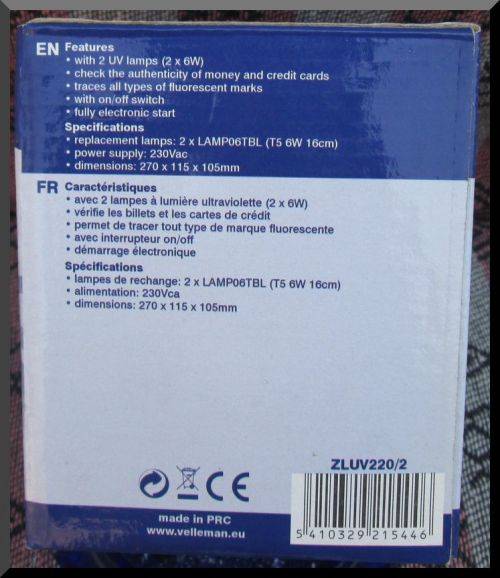 EN Features
• with 2 UV lamps (2 x 6W)
• check the authenticity of money and credit cards
• traces all types of fluorescent marks
• with on/off switch
• fully electronic start
Specifications
• replacement lamps: 2 x LAMP06TBL (T5 6W 16cm)
• power supply: 230Vac
• dimensions: 270 x 115 x 105mm
FR Caractéristiques
• avec 2 lampes à lumière ultraviolette (2 x 6W)
• vérifie les billets et les cartes de crédit
• permet de tracer tout type de marque fluorescente
• avec interrupteur on/off
• démarrage électronique
Spécifications
• lampes de rechange: 2 x LAMP06TBL (T5 6W 16cm)
• alimentation: 230Vca
• dimensions: 270 x 115 x 105mm
CE
made in PRC
www.velleman.eu
ZLUV220/2
5 410329 215446